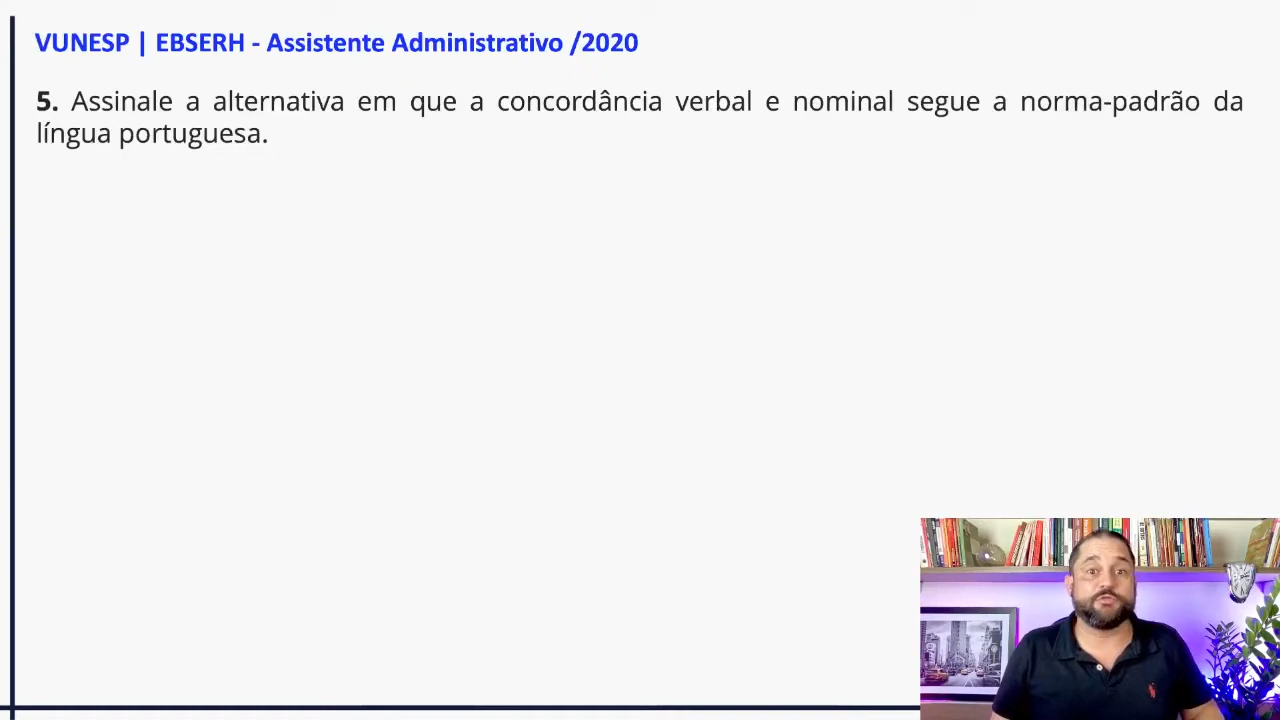 VUNESP | EBSERH - Assistente Administrativo /2020
5. Assinale a alternativa em que a concordância verbal e nominal segue a norma-padrão da
língua portuguesa.